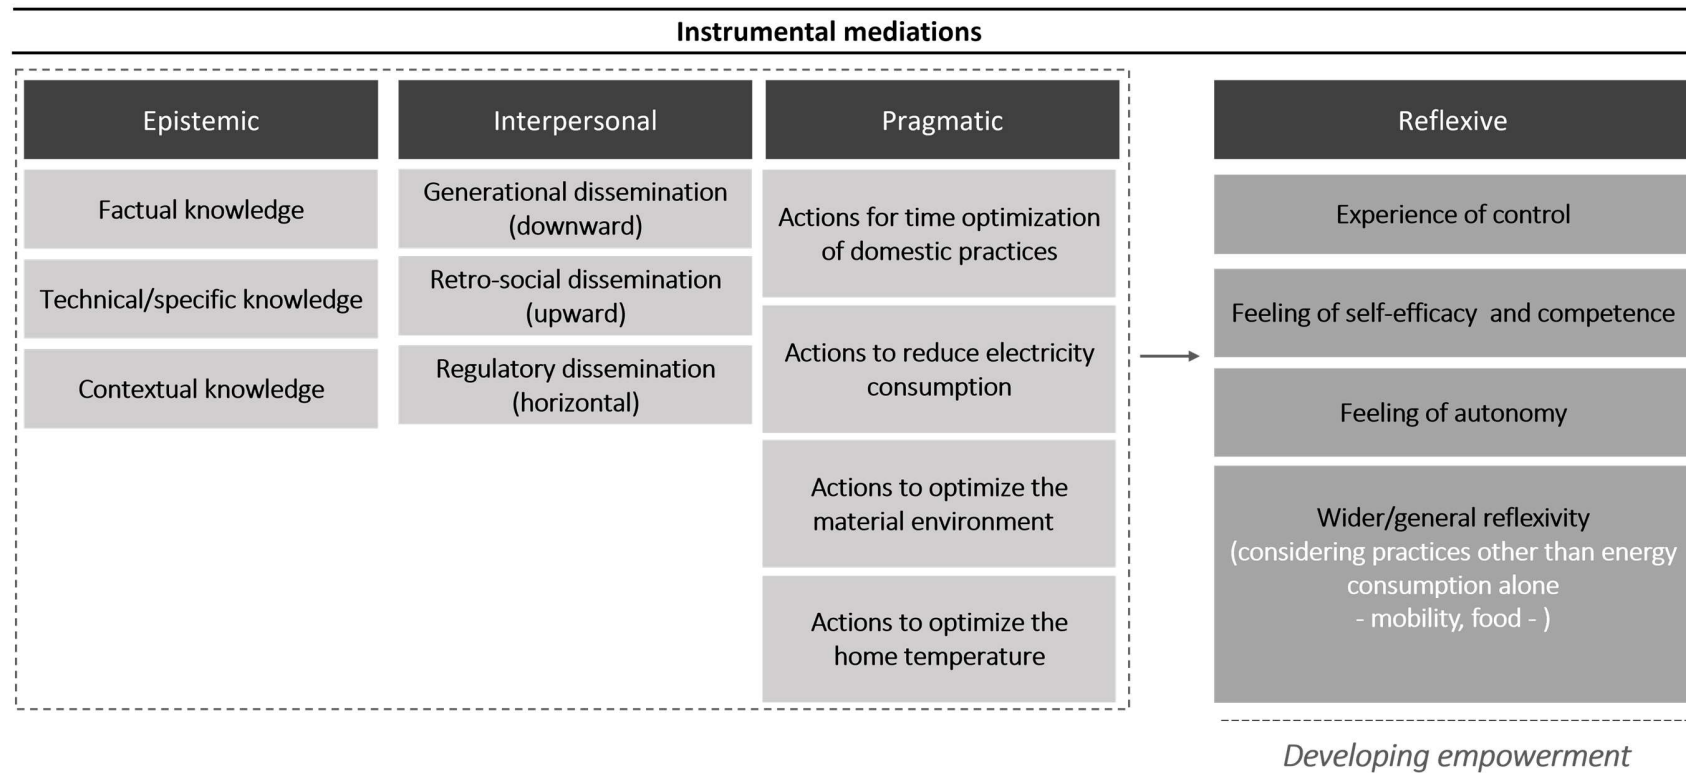 Instrumental mediations
Epistemic
Factual knowledge
Technical/specific knowledge
Contextual knowledge
Interpersonal
Generational dissemination
(downward)
Retro-social dissemination
(upward)
Regulatory dissemination
(horizontal)
Pragmatic
Actions for time optimization
of domestic practices
Actions to reduce electricity
consumption
Actions to optimize the
material environment
Actions to optimize the
home temperature
Reflexive
Experience of control
Feeling of self-efficacy and competence
Feeling of autonomy
Wider/general reflexivity
(considering practices other than energy
consumption alone
- mobility, food - )
Developing empowerment